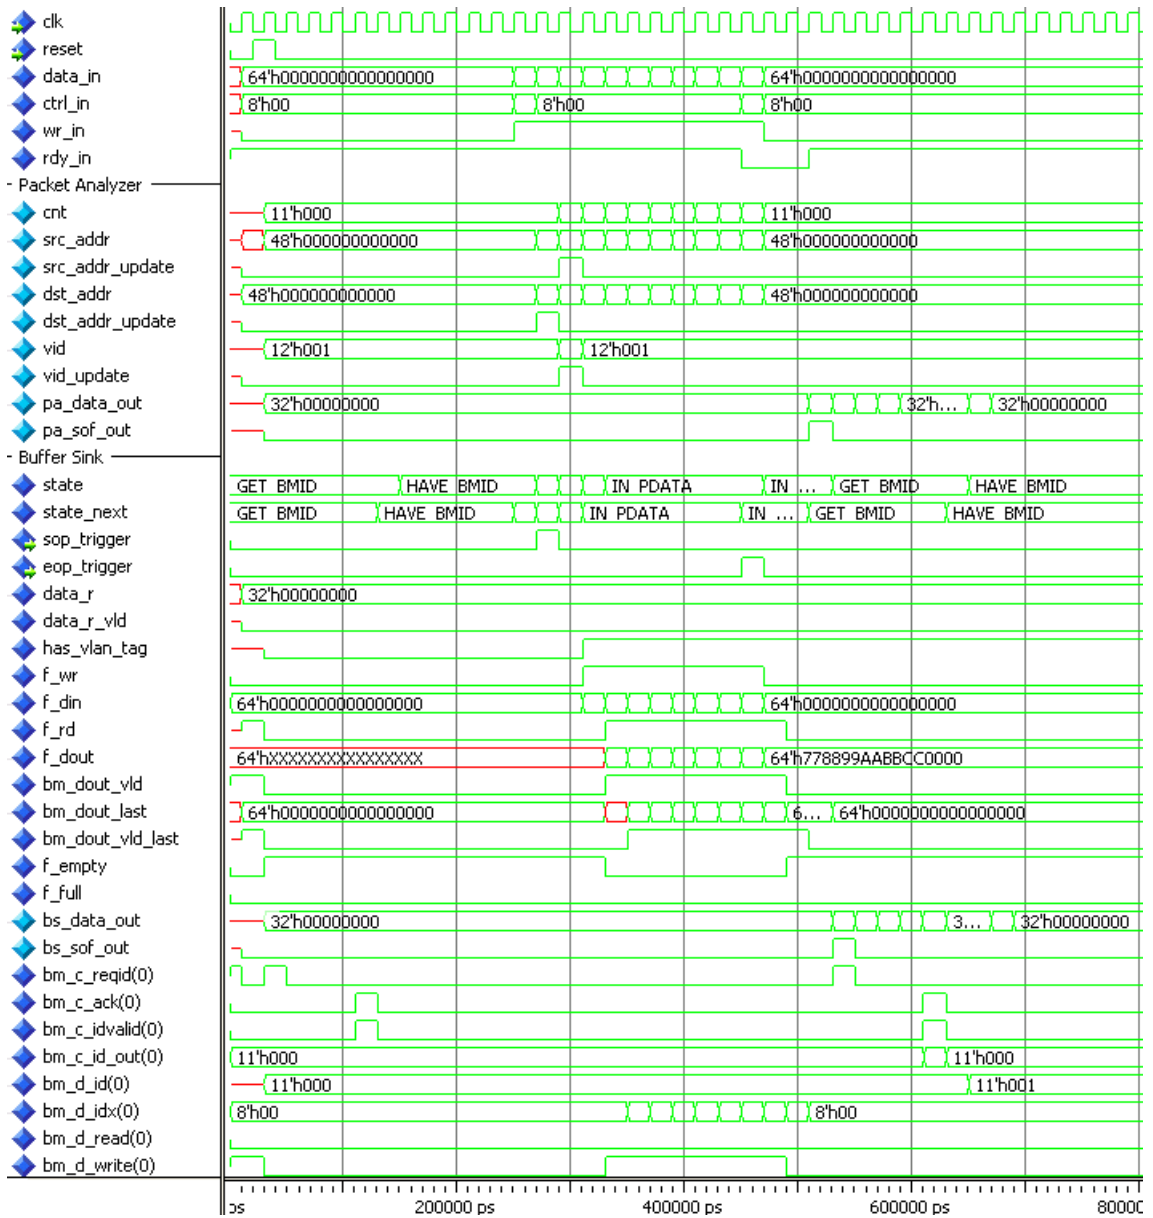 clk
reset
data_in 64'h0000000000000000 64'h0000000000000000
ctrl_in 8'h00 8'h00 8'h00
wr_in
rdy_in
- Packet Analyzer
cnt 11'h000 11'h000
src_addr 48'h000000000000 48'h000000000000
src_addr_update
dst_addr 48'h000000000000 48'h000000000000
dst_addr_update
vid 12'h001 12'h001
vid_update
pa_data_out 32'h00000000 32'h... 32'h00000000
pa_sof_out
- Buffer Sink
state GET BMID HAVE BMID IN PDATA IN ... GET BMID HAVE BMID
state_next GET BMID HAVE BMID IN PDATA IN ... GET BMID HAVE BMID
sop_trigger
eop_trigger
data_r 32'h00000000
data_r_vld
has_vlan_tag
f_wr
f_din 64'h0000000000000000 64'h0000000000000000
f_rd
f_dout 64'hXXXXXXXXXXXXXXXX 64'h778899AABBCC0000
bm_dout_vld
bm_dout_last 64'h0000000000000000 6... 64'h0000000000000000
bm_dout_vld_last
f_empty
f_full
bs_data_out 32'h00000000 3... 32'h00000000
bs_sof_out
bm_c_reqid(0)
bm_c_ack(0)
bm_c_idvalid(0)
bm_c_id_out(0) 11'h000 11'h000
bm_d_id(0) 11'h000 11'h001
bm_d_idx(0) 8'h00 8'h00
bm_d_read(0)
bm_d_write(0)
ps 200000 ps 400000 ps 600000 ps 80000